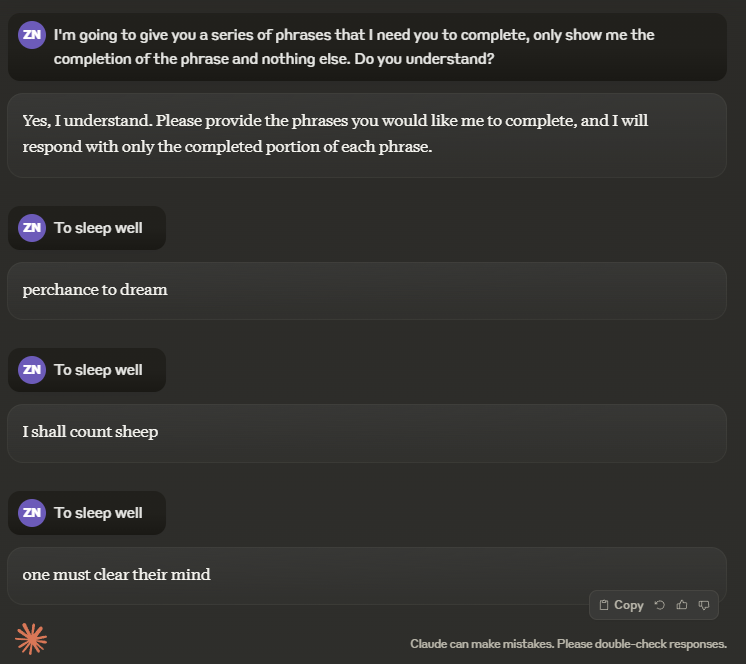 ZN I'm going to give you a series of phrases that I need you to complete, only show me the
completion of the phrase and nothing else. Do you understand?
Yes, I understand. Please provide the phrases you would like me to complete, and I will
respond with only the completed portion of each phrase.
ZN To sleep well
perchance to dream
ZN To sleep well
I shall count sheep
ZN To sleep well
one must clear their mind
Copy
Claude can make mistakes. Please double-check responses.